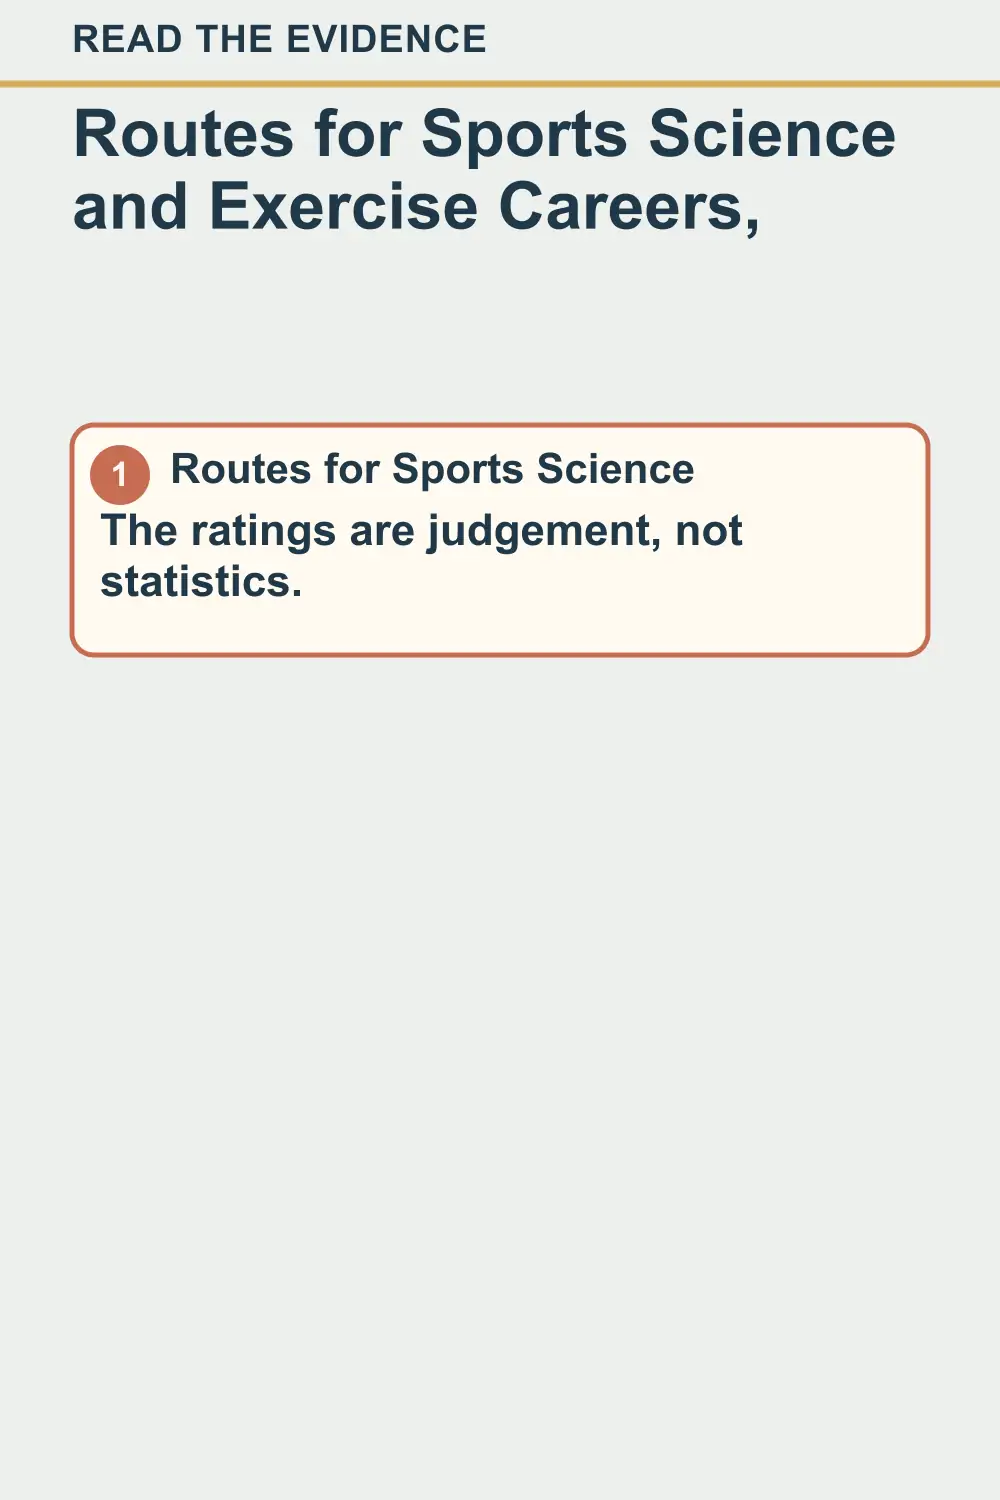 READ THE EVIDENCE
Routes for Sports Science
and Exercise Careers,
1 Routes for Sports Science
The ratings are judgement, not
statistics.